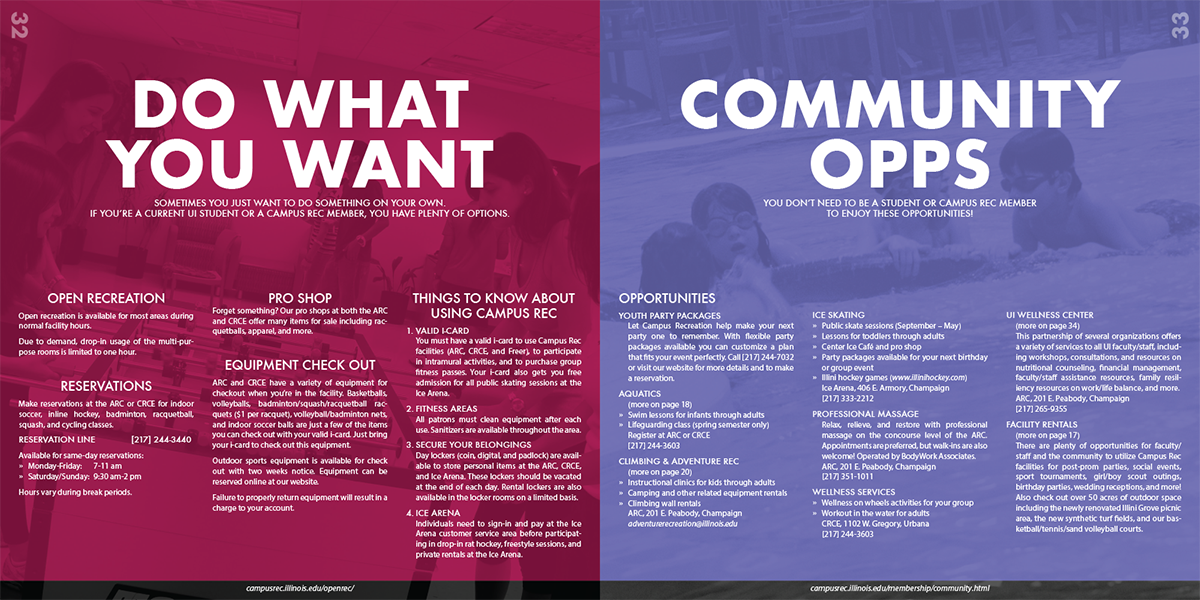 32
DO WHAT
YOU WANT
SOMETIMES YOU JUST WANT TO DO SOMETHING ON YOUR OWN.
IF YOU'RE A CURRENT UI STUDENT OR A CAMPUS REC MEMBER, YOU HAVE PLENTY OF OPTIONS.
OPEN RECREATION
Open recreation is available for most areas during
normal facility hours.
Due to demand, drop-in usage of the multi-pur-
pose rooms is limited to one hour.
RESERVATIONS
Make reservations at the ARC or CRCE for indoor
soccer, inline hockey, badminton, racquetball,
squash, and cycling classes.
RESERVATION LINE [217] 244-3440
Available for same-day reservations:
» Monday-Friday: 7-11 am
» Saturday/Sunday: 9:30 am-2 pm
Hours vary during break periods.
PRO SHOP
Forget something? Our pro shops at both the ARC
and CRCE offer many items for sale including rac-
quetballs, apparel, and more.
EQUIPMENT CHECK OUT
ARC and CRCE have a variety of equipment for
checkout when you're in the facility. Basketballs,
volleyballs, badminton/squash/racquetball rac-
quets ($1 per racquet), volleyball/badminton nets,
and indoor soccer balls are just a few of the items
you can check out with your valid i-card. Just bring
your i-card to check out this equipment.
Outdoor sports equipment is available for check
out with two weeks notice. Equipment can be
reserved online at our website.
Failure to properly return equipment will result in a
charge to your account.
THINGS TO KNOW ABOUT
USING CAMPUS REC
1. VALID I-CARD
You must have a valid i-card to use Campus Rec
facilities (ARC, CRCE, and Freer), to participate
in Intramural activities, and to purchase group
fitness passes. Your i-card also gets you free
admission for all public skating sessions at the
Ice Arena.
2. FITNESS AREAS
All patrons must clean equipment after each
use. Sanitizers are available throughout the area.
3. SECURE YOUR BELONGINGS
Day lockers (coin, digital, and padlock) are avail-
able to store personal items at the ARC, CRCE,
and Ice Arena. These lockers should be vacated
at the end of each day. Rental lockers are also
available in the locker rooms on a limited basis.
4. ICE ARENA
Individuals need to sign-in and pay at the Ice
Arena customer service area before participat-
ing in drop-in rat hockey, freestyle sessions, and
private rentals at the Ice Arena.
campusrec.illinois.edu/openrec/
33
COMMUNITY
OPPS
YOU DON'T NEED TO BE A STUDENT OR CAMPUS REC MEMBER
TO ENJOY THESE OPPORTUNITIES!
OPPORTUNITIES
YOUTH PARTY PACKAGES
Let Campus Recreation help make your next
party one to remember. With flexible party
packages available you can customize a plan
that fits your event perfectly. Call [217] 244-7032
or visit our website for more details and to make
a reservation.
AQUATICS
(more on page 18)
» Swim lessons for infants through adults
» Lifeguarding class (spring semester only)
Register at ARC or CRCE
[217] 244-3603
CLIMBING & ADVENTURE REC
(more on page 20)
» Instructional clinics for kids through adults
» Camping and other related equipment rentals
» Climbing wall rentals
ARC, 201 E. Peabody, Champaign
adventurerecreation@illinois.edu
ICE SKATING
» Public skate sessions (September – May)
» Lessons for toddlers through adults
» Center Ice Café and pro shop
» Party packages available for your next birthday
or group event
» Illini hockey games (www.illinihockey.com)
Ice Arena, 406 E. Armory, Champaign
[217] 333-2212
PROFESSIONAL MASSAGE
Relax, relieve, and restore with professional
massage on the concourse level of the ARC.
Appointments are preferred, but walk-ins are also
welcome! Operated by BodyWork Associates.
ARC, 201 E. Peabody, Champaign
[217] 351-1011
WELLNESS SERVICES
» Wellness on wheels activities for your group
» Workout in the water for adults
CRCE, 1102 W. Gregory, Urbana
[217] 244-3603
UI WELLNESS CENTER
(more on page 34)
This partnership of several organizations offers
a variety of services to all UI faculty/staff, includ-
ing workshops, consultations, and resources on
nutritional counseling, financial management,
faculty/staff assistance resources, family resil-
iency resources on work/life balance, and more.
ARC, 201 E. Peabody, Champaign
[217] 265-9355
FACILITY RENTALS
(more on page 17)
There are plenty of opportunities for faculty/
staff and the community to utilize Campus Rec
facilities for post-prom parties, social events,
sport tournaments, girl/boy scout outings,
birthday parties, wedding receptions, and more!
Also check out over 50 acres of outdoor space
including the newly renovated Illini Grove picnic
area, the new synthetic turf fields, and our bas-
ketball/tennis/sand volleyball courts.
campusrec.illinois.edu/membership/community.html